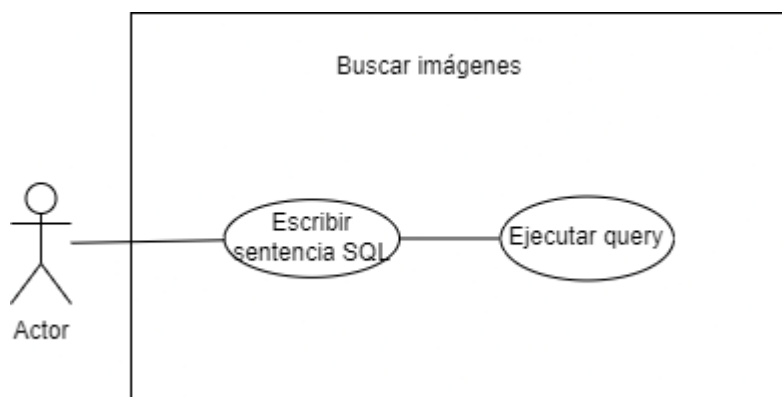 Buscar imágenes
Escribir
sentencia SQL
Ejecutar query
Actor